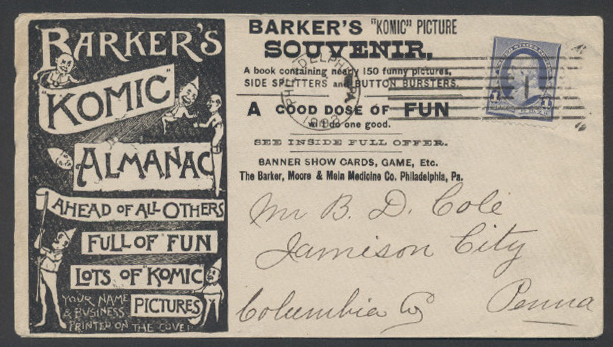 BARKER'S
"KOMIC"
ALMANAC
AHEAD OF ALL OTHERS
FULL OF FUN
LOTS OF "KOMIC"
PICTURES
YOUR NAME
& BUSINESS
PRINTED ON THE COVER
BARKER'S "KOMIC" PICTURE
SOUVENIR,
A book containing nearly 150 funny pictures,
SIDE SPLITTERS and BUTTON BURSTERS.
A GOOD DOSE OF FUN
will do one good.
SEE INSIDE FULL OFFER.
BANNER SHOW CARDS, GAME, Etc.
The Barker, Moore & Mein Medicine Co. Philadelphia, Pa.
PHILADELPHIA
1
Mr B. D. Cole
Jamison City
Columbia Co
Penna